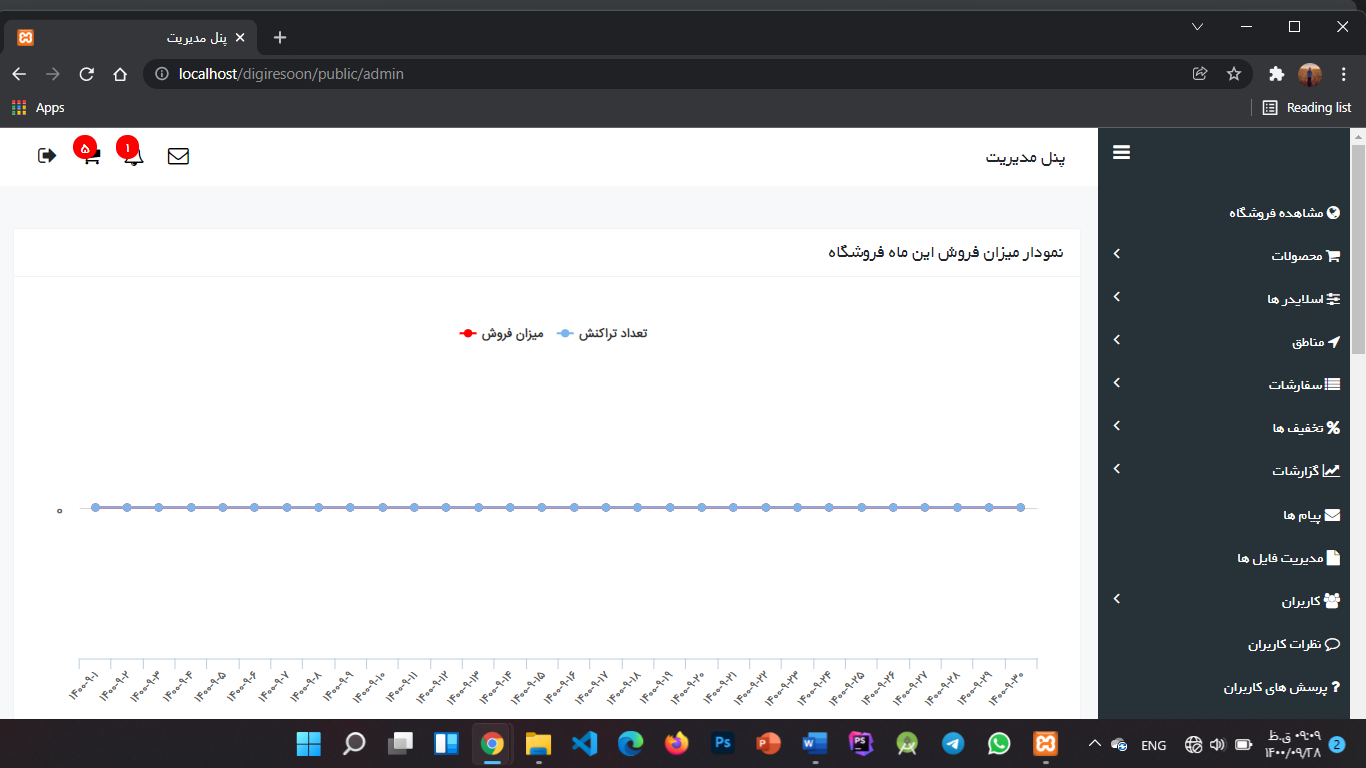 پنل مدیریت
localhost/digiresoon/public/admin
Apps
Reading list
۵
۱
پنل مدیریت
مشاهده فروشگاه
محصولات
اسلایدر ها
مناطق
سفارشات
تخفیف ها
گزارشات
پیام ها
مدیریت فایل ها
کاربران
نظرات کاربران
پرسش های کاربران
نمودار میزان فروش این ماه فروشگاه
میزان فروش
تعداد تراکنش
۰
۱۴۰۰-۹-۱
۱۴۰۰-۹-۲
۱۴۰۰-۹-۳
۱۴۰۰-۹-۴
۱۴۰۰-۹-۵
۱۴۰۰-۹-۶
۱۴۰۰-۹-۷
۱۴۰۰-۹-۸
۱۴۰۰-۹-۹
۱۴۰۰-۹-۱۰
۱۴۰۰-۹-۱۱
۱۴۰۰-۹-۱۲
۱۴۰۰-۹-۱۳
۱۴۰۰-۹-۱۴
۱۴۰۰-۹-۱۵
۱۴۰۰-۹-۱۶
۱۴۰۰-۹-۱۷
۱۴۰۰-۹-۱۸
۱۴۰۰-۹-۱۹
۱۴۰۰-۹-۲۰
۱۴۰۰-۹-۲۱
۱۴۰۰-۹-۲۲
۱۴۰۰-۹-۲۳
۱۴۰۰-۹-۲۴
۱۴۰۰-۹-۲۵
۱۴۰۰-۹-۲۶
۱۴۰۰-۹-۲۷
۱۴۰۰-۹-۲۸
۱۴۰۰-۹-۲۹
۱۴۰۰-۹-۳۰
Ps
P
W
PS
ENG
۰۹:۰۹ ق.ظ
۱۴۰۰/۰۹/۲۸
2